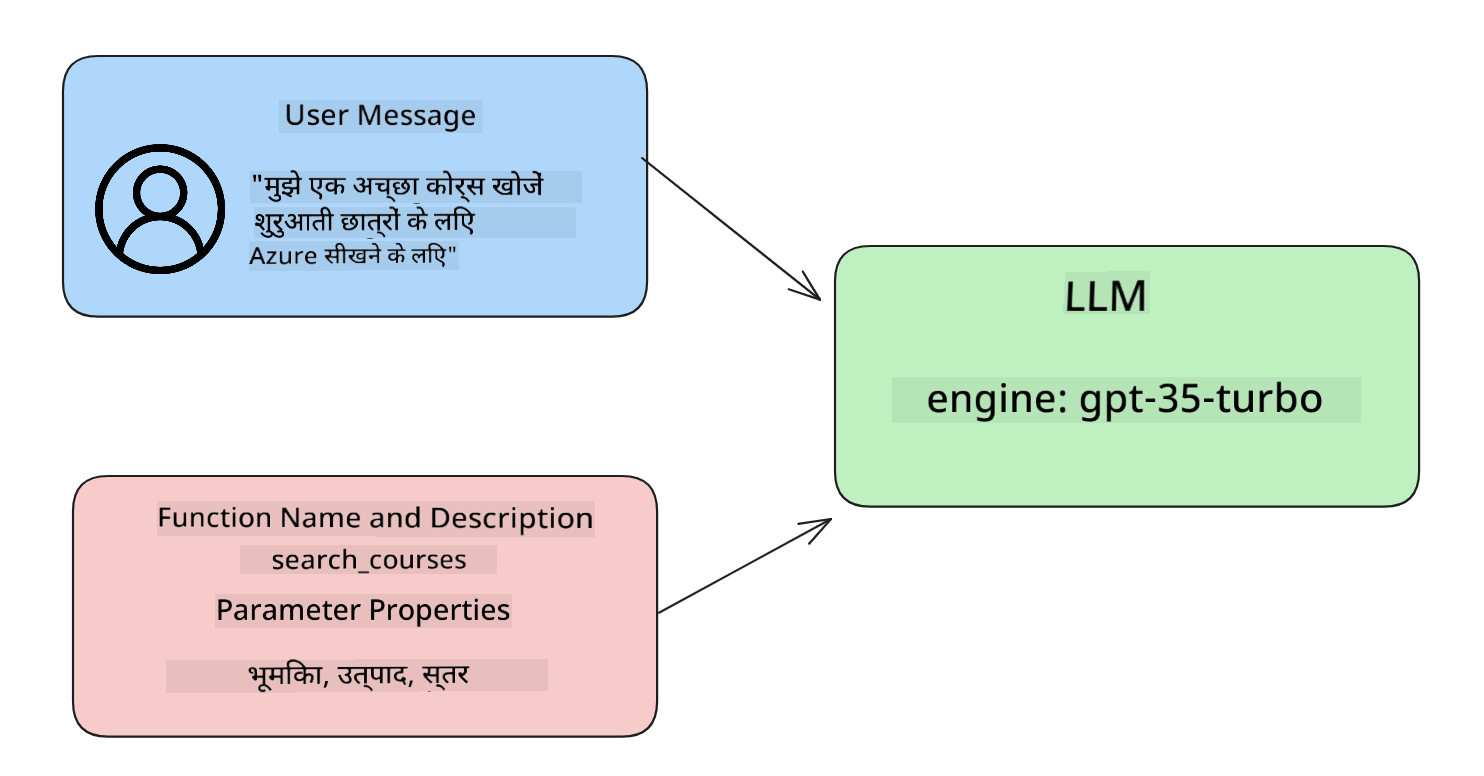 User Message
"मुझे एक अच्छा कोर्स खोजें
शुरुआती छात्रों के लिए
Azure सीखने के लिए"
LLM
engine: gpt-35-turbo
Function Name and Description
search_courses
Parameter Properties
भूमिका, उत्पाद, स्तर